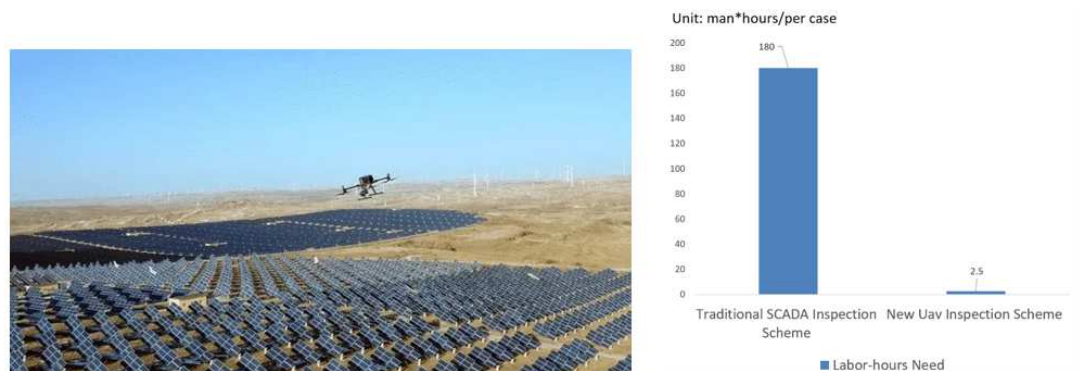 Unit: man*hours/per case
200
180
180
160
140
120
100
80
60
40
20
2.5
0
Traditional SCADA Inspection
Scheme
New Uav Inspection Scheme
Labor-hours Need